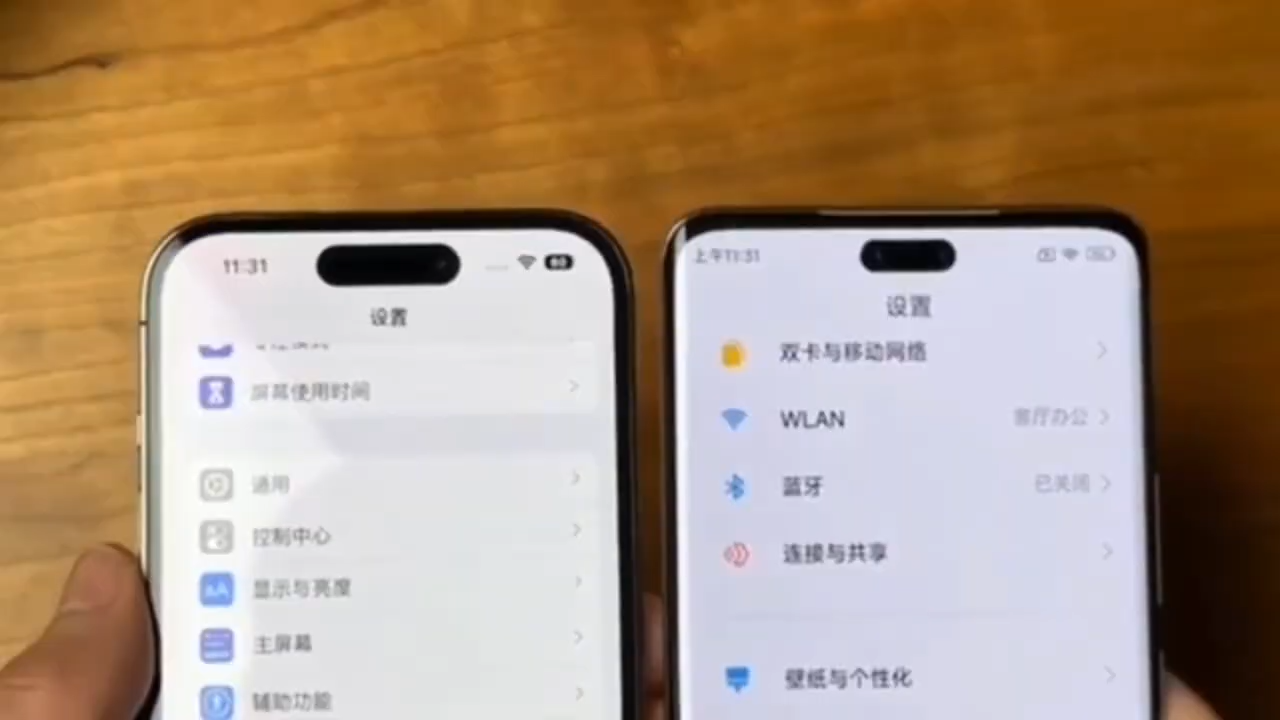 11:31
设置
屏幕使用时间
通用
控制中心
显示与亮度
主屏幕
辅助功能
上午11:31
设置
双卡与移动网络
WLAN
客厅办公
蓝牙
已关闭
连接与共享
壁纸与个性化